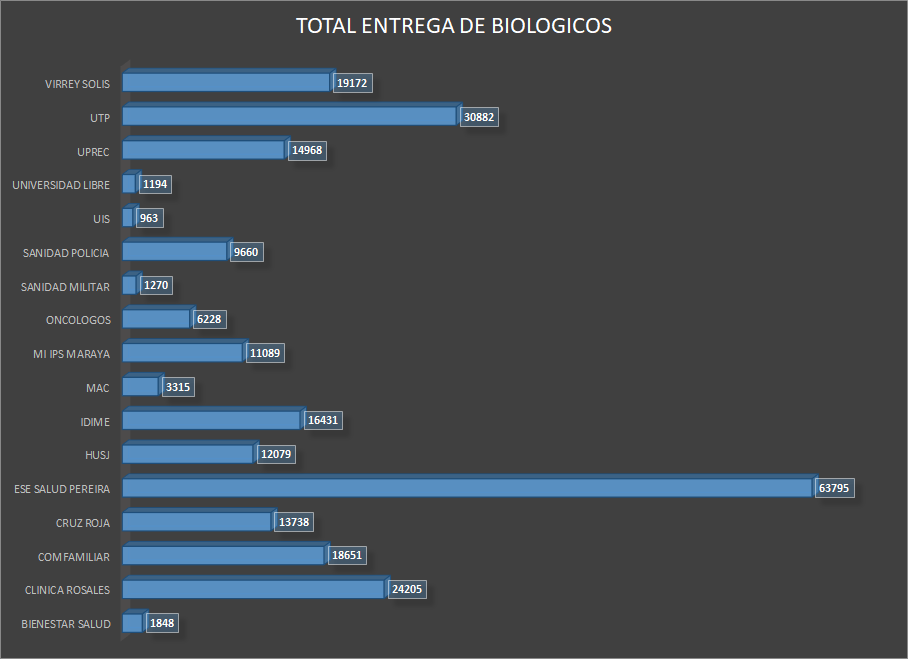 TOTAL ENTREGA DE BIOLOGICOS
VIRREY SOLIS 19172
UTP 30882
UPREC 14968
UNIVERSIDAD LIBRE 1194
UIS 963
SANIDAD POLICIA 9660
SANIDAD MILITAR 1270
ONCOLOGOS 6228
MI IPS MARAYA 11089
MAC 3315
IDIME 16431
HUSJ 12079
ESE SALUD PEREIRA 63795
CRUZ ROJA 13738
COMFAMILIAR 18651
CLINICA ROSALES 24205
BIENESTAR SALUD 1848